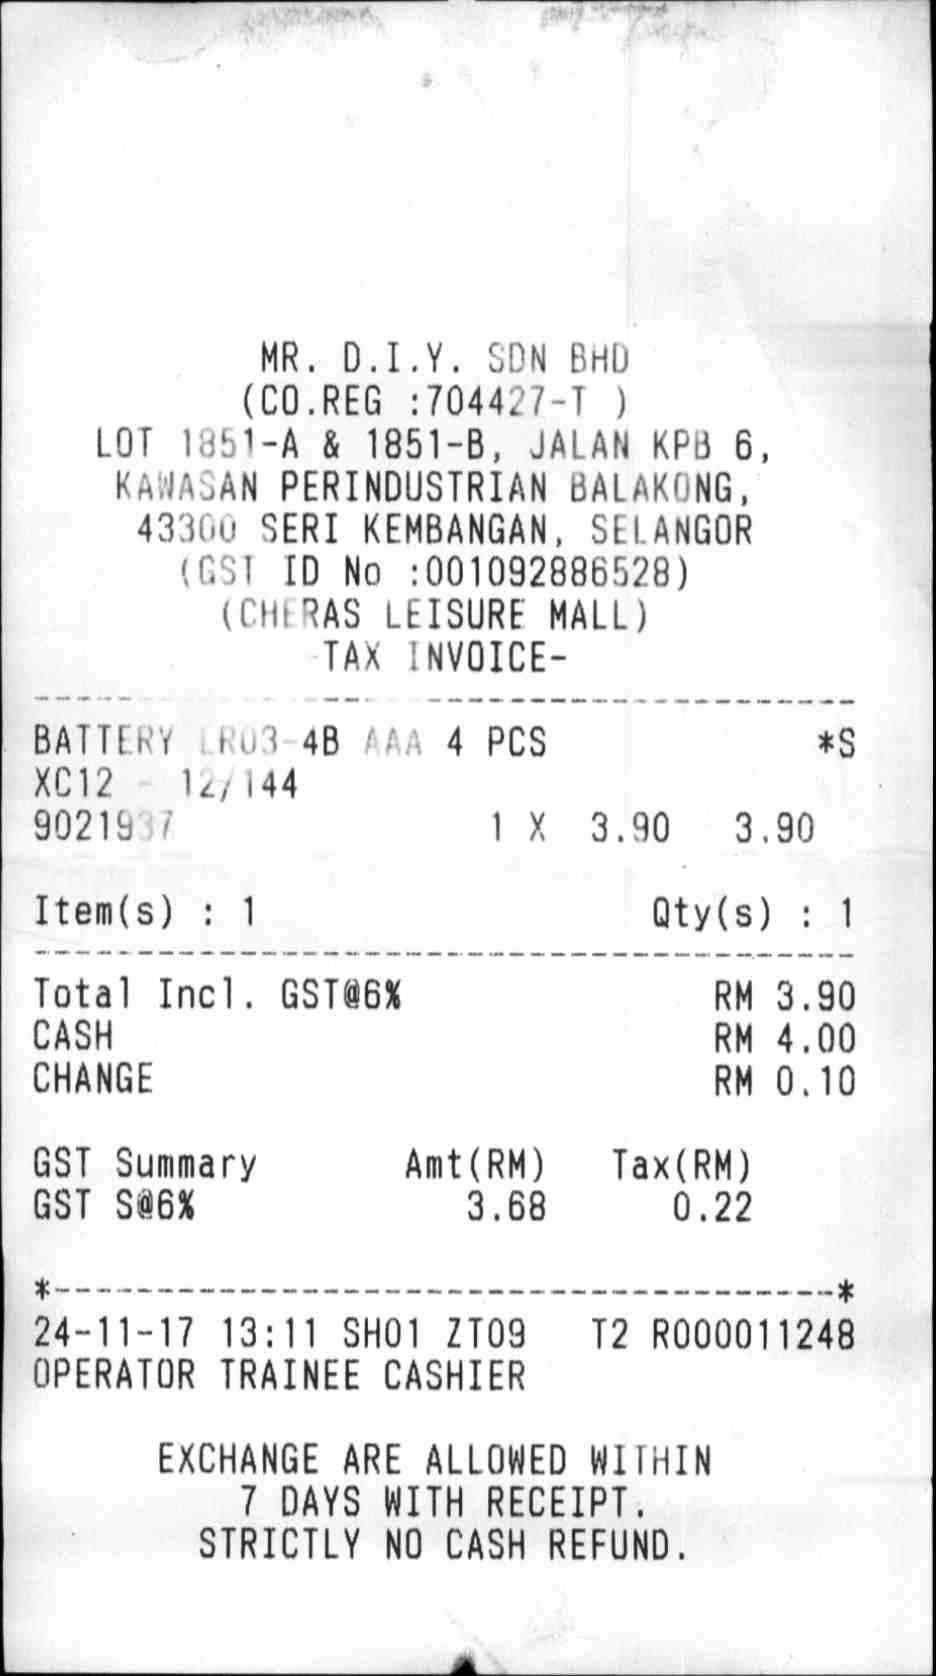 MR. D.I.Y. SDN BHD
(CO.REG :704427-T )
LOT 1851-A & 1851-B, JALAN KPB 6,
KAWASAN PERINDUSTRIAN BALAKONG,
43300 SERI KEMBANGAN, SELANGOR
(GST ID No :001092886528)
(CHERAS LEISURE MALL)
-TAX INVOICE-
BATTERY LR03-4B AAA 4 PCS *S
XC12 - 12/144
9021937 1 X 3.90 3.90
Item(s) : 1 Qty(s) : 1
Total Incl. GST@6% RM 3.90
CASH RM 4.00
CHANGE RM 0.10
GST Summary Amt(RM) Tax(RM)
GST S@6% 3.68 0.22
*--------------------------------------*
24-11-17 13:11 SH01 ZT09 T2 R000011248
OPERATOR TRAINEE CASHIER
EXCHANGE ARE ALLOWED WITHIN
7 DAYS WITH RECEIPT.
STRICTLY NO CASH REFUND.